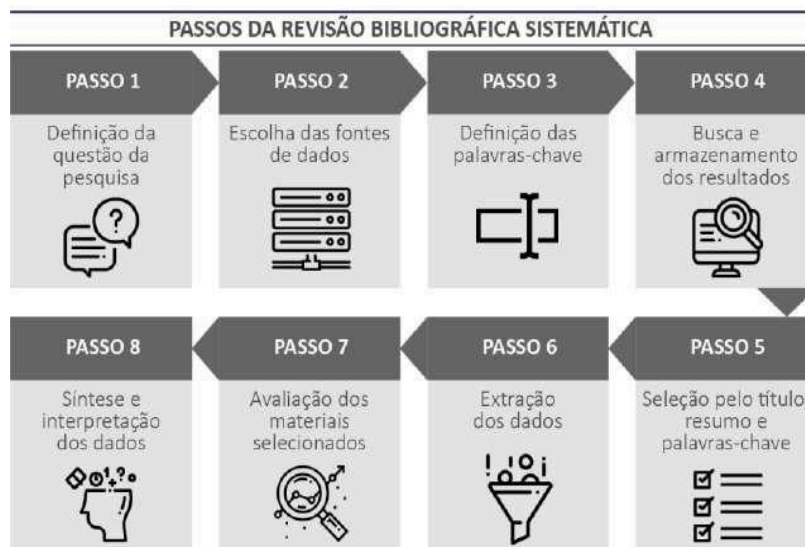 PASSOS DA REVISÃO BIBLIOGRÁFICA SISTEMÁTICA
PASSO 1
Definição da
questão da
pesquisa
?
PASSO 2
Escolha das fontes
de dados
PASSO 3
Definição das
palavras-chave
PASSO 4
Busca e
armazenamento
dos resultados
PASSO 5
Seleção pelo título,
resumo e
palavras-chave
PASSO 6
Extração
dos dados
PASSO 7
Avaliação dos
materiais
selecionados
PASSO 8
Síntese e
interpretação
dos dados